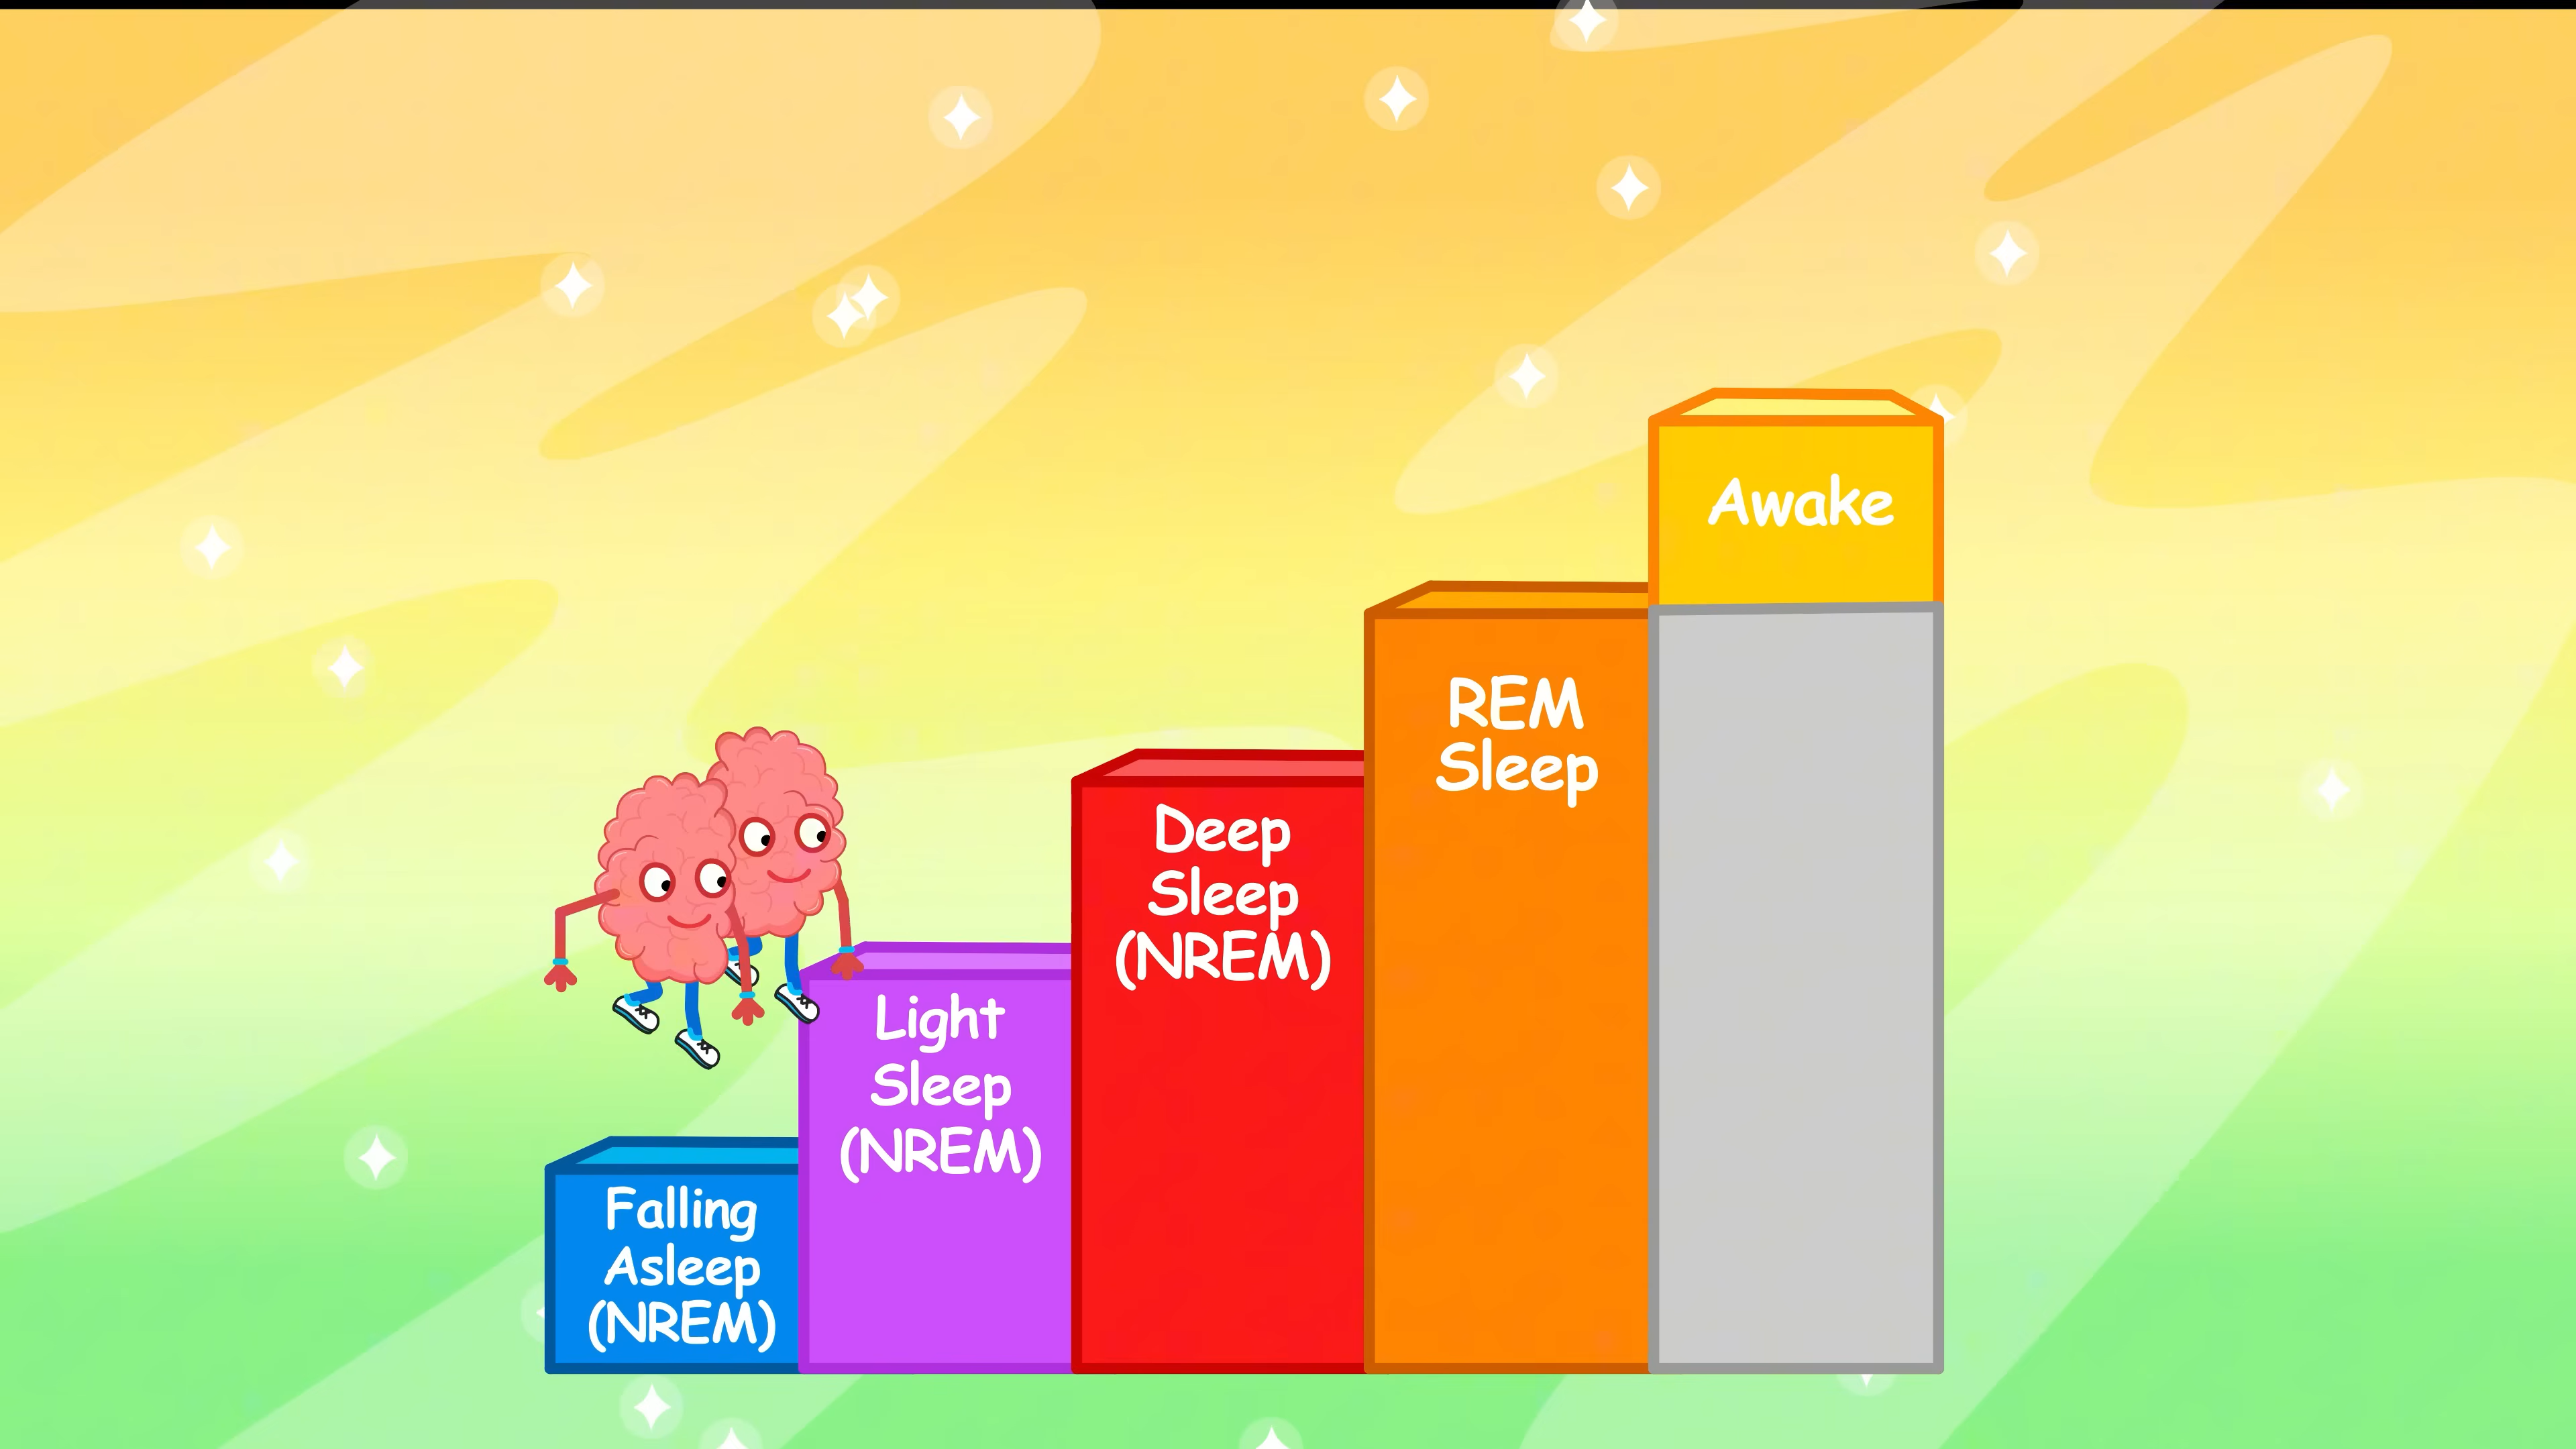 Falling
Asleep
(NREM)
Light
Sleep
(NREM)
Deep
Sleep
(NREM)
REM
Sleep
Awake